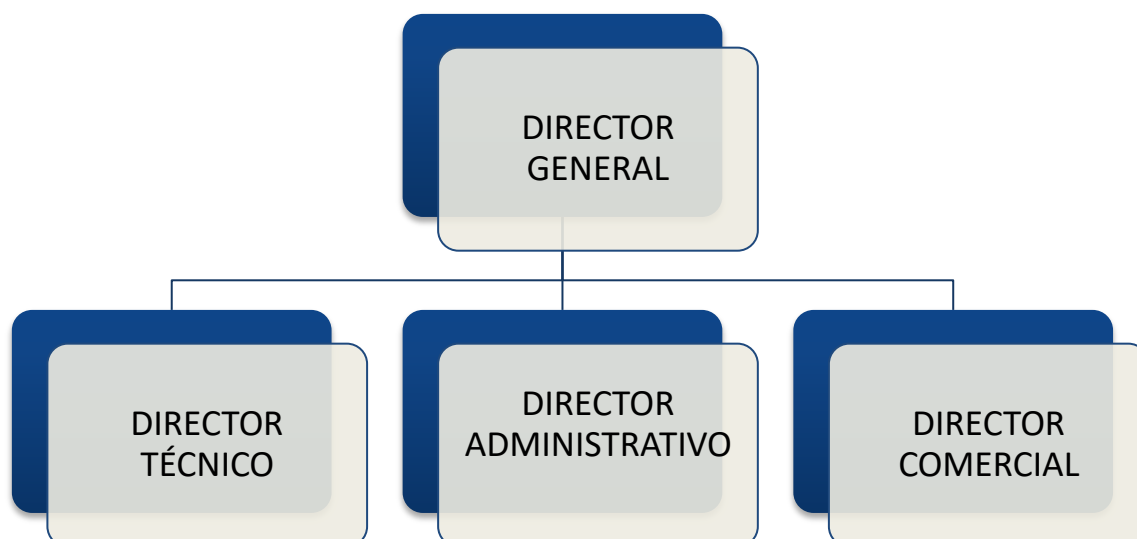 DIRECTOR
GENERAL
DIRECTOR
TÉCNICO
DIRECTOR
ADMINISTRATIVO
DIRECTOR
COMERCIAL